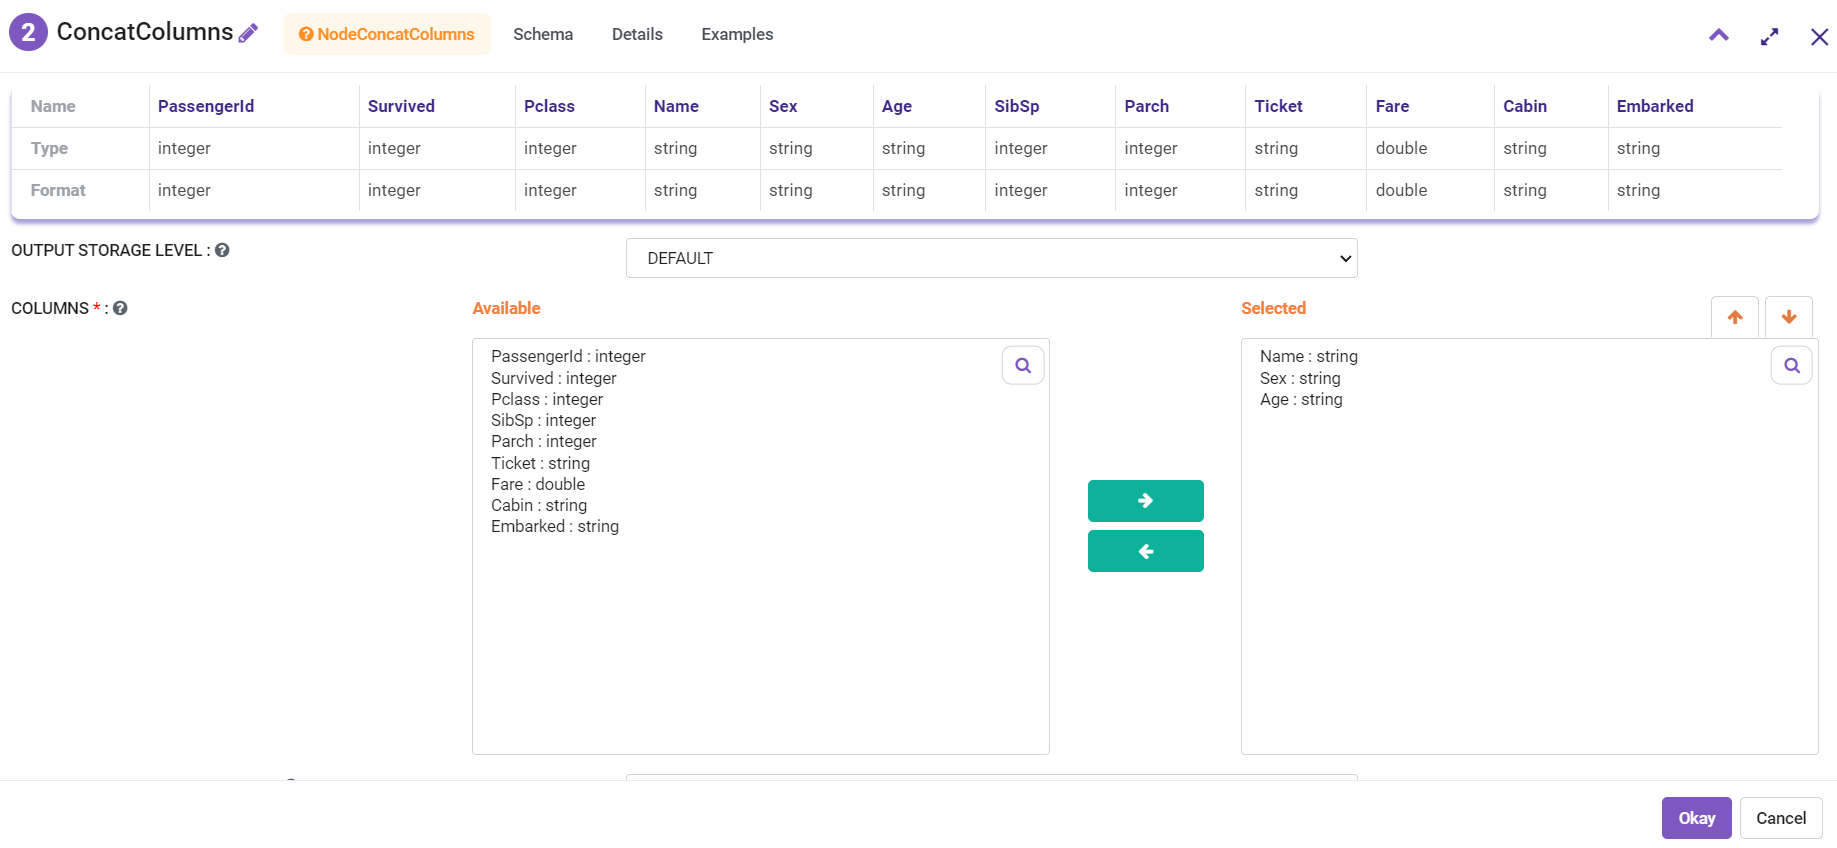 2 ConcatColumns NodeConcatColumns Schema Details Examples
Name PassengerId Survived Pclass Name Sex Age SibSp Parch Ticket Fare Cabin Embarked
Type integer integer integer string string string integer integer string double string string
Format integer integer integer string string string integer integer string double string string
OUTPUT STORAGE LEVEL : DEFAULT
COLUMNS * : Available Selected
PassengerId : integer
Survived : integer
Pclass : integer
SibSp : integer
Parch : integer
Ticket : string
Fare : double
Cabin : string
Embarked : string
Name : string
Sex : string
Age : string
Okay Cancel